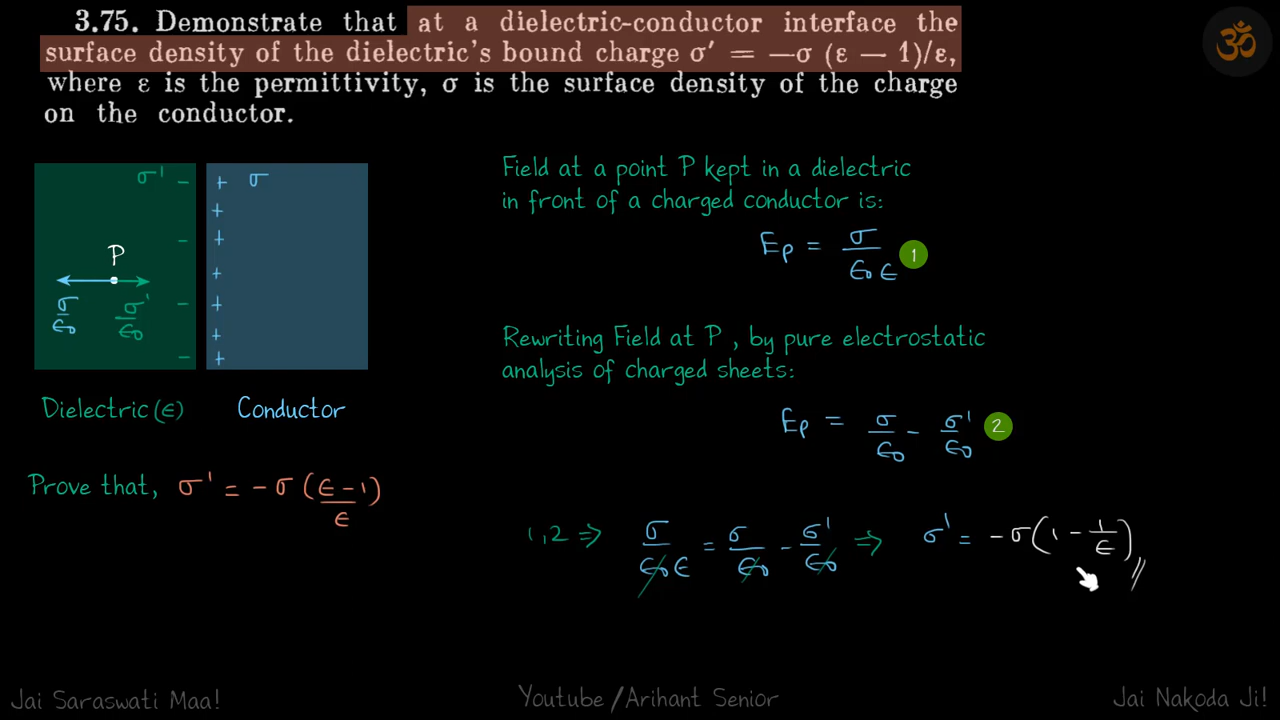 3.75. Demonstrate that at a dielectric-conductor interface the
surface density of the dielectric's bound charge σ′ = −σ (ε − 1)/ε,
where ε is the permittivity, σ is the surface density of the charge
on the conductor.
ॐ
σ' − + σ
+
− +
P
+
− +
+
− +
σ/ε₀ σ'/ε₀
Dielectric(ϵ) Conductor
Prove that, σ' = −σ (ϵ−1)/ϵ
Field at a point P kept in a dielectric
in front of a charged conductor is:
Ep = σ/ϵ₀ϵ 1
Rewriting Field at P , by pure electrostatic
analysis of charged sheets:
Ep = σ/ϵ₀ − σ'/ϵ₀ 2
1,2 ⇒ σ/ϵ₀ϵ = σ/ϵ₀ − σ'/ϵ₀ ⇒ σ' = −σ(1 − 1/ϵ) //
Jai Saraswati Maa! Youtube /Arihant Senior Jai Nakoda Ji!